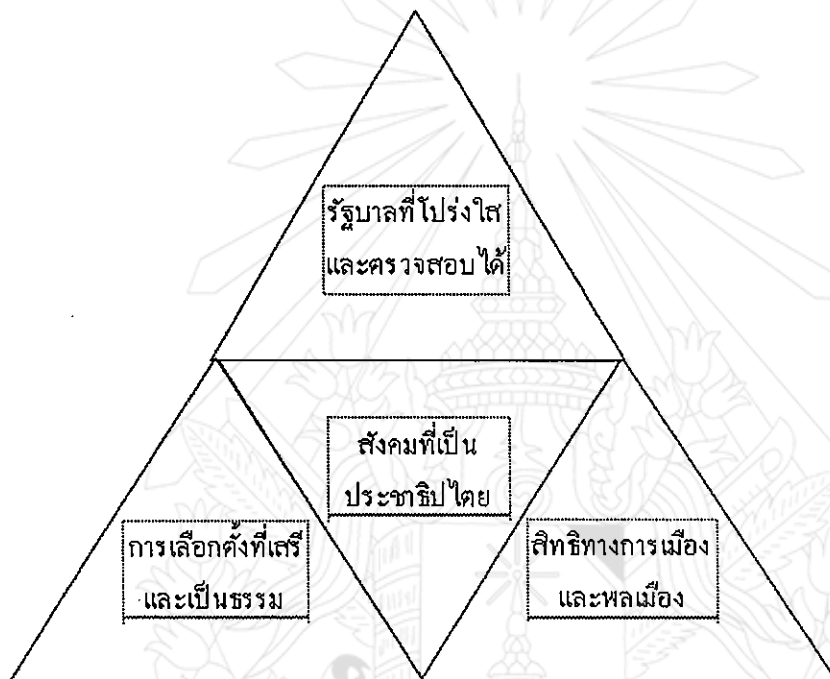 รัฐบาลที่โปร่งใส
และตรวจสอบได้
สังคมที่เป็น
ประชาธิปไตย
การเลือกตั้งที่เสรี
และเป็นธรรม
สิทธิทางการเมือง
และพลเมือง